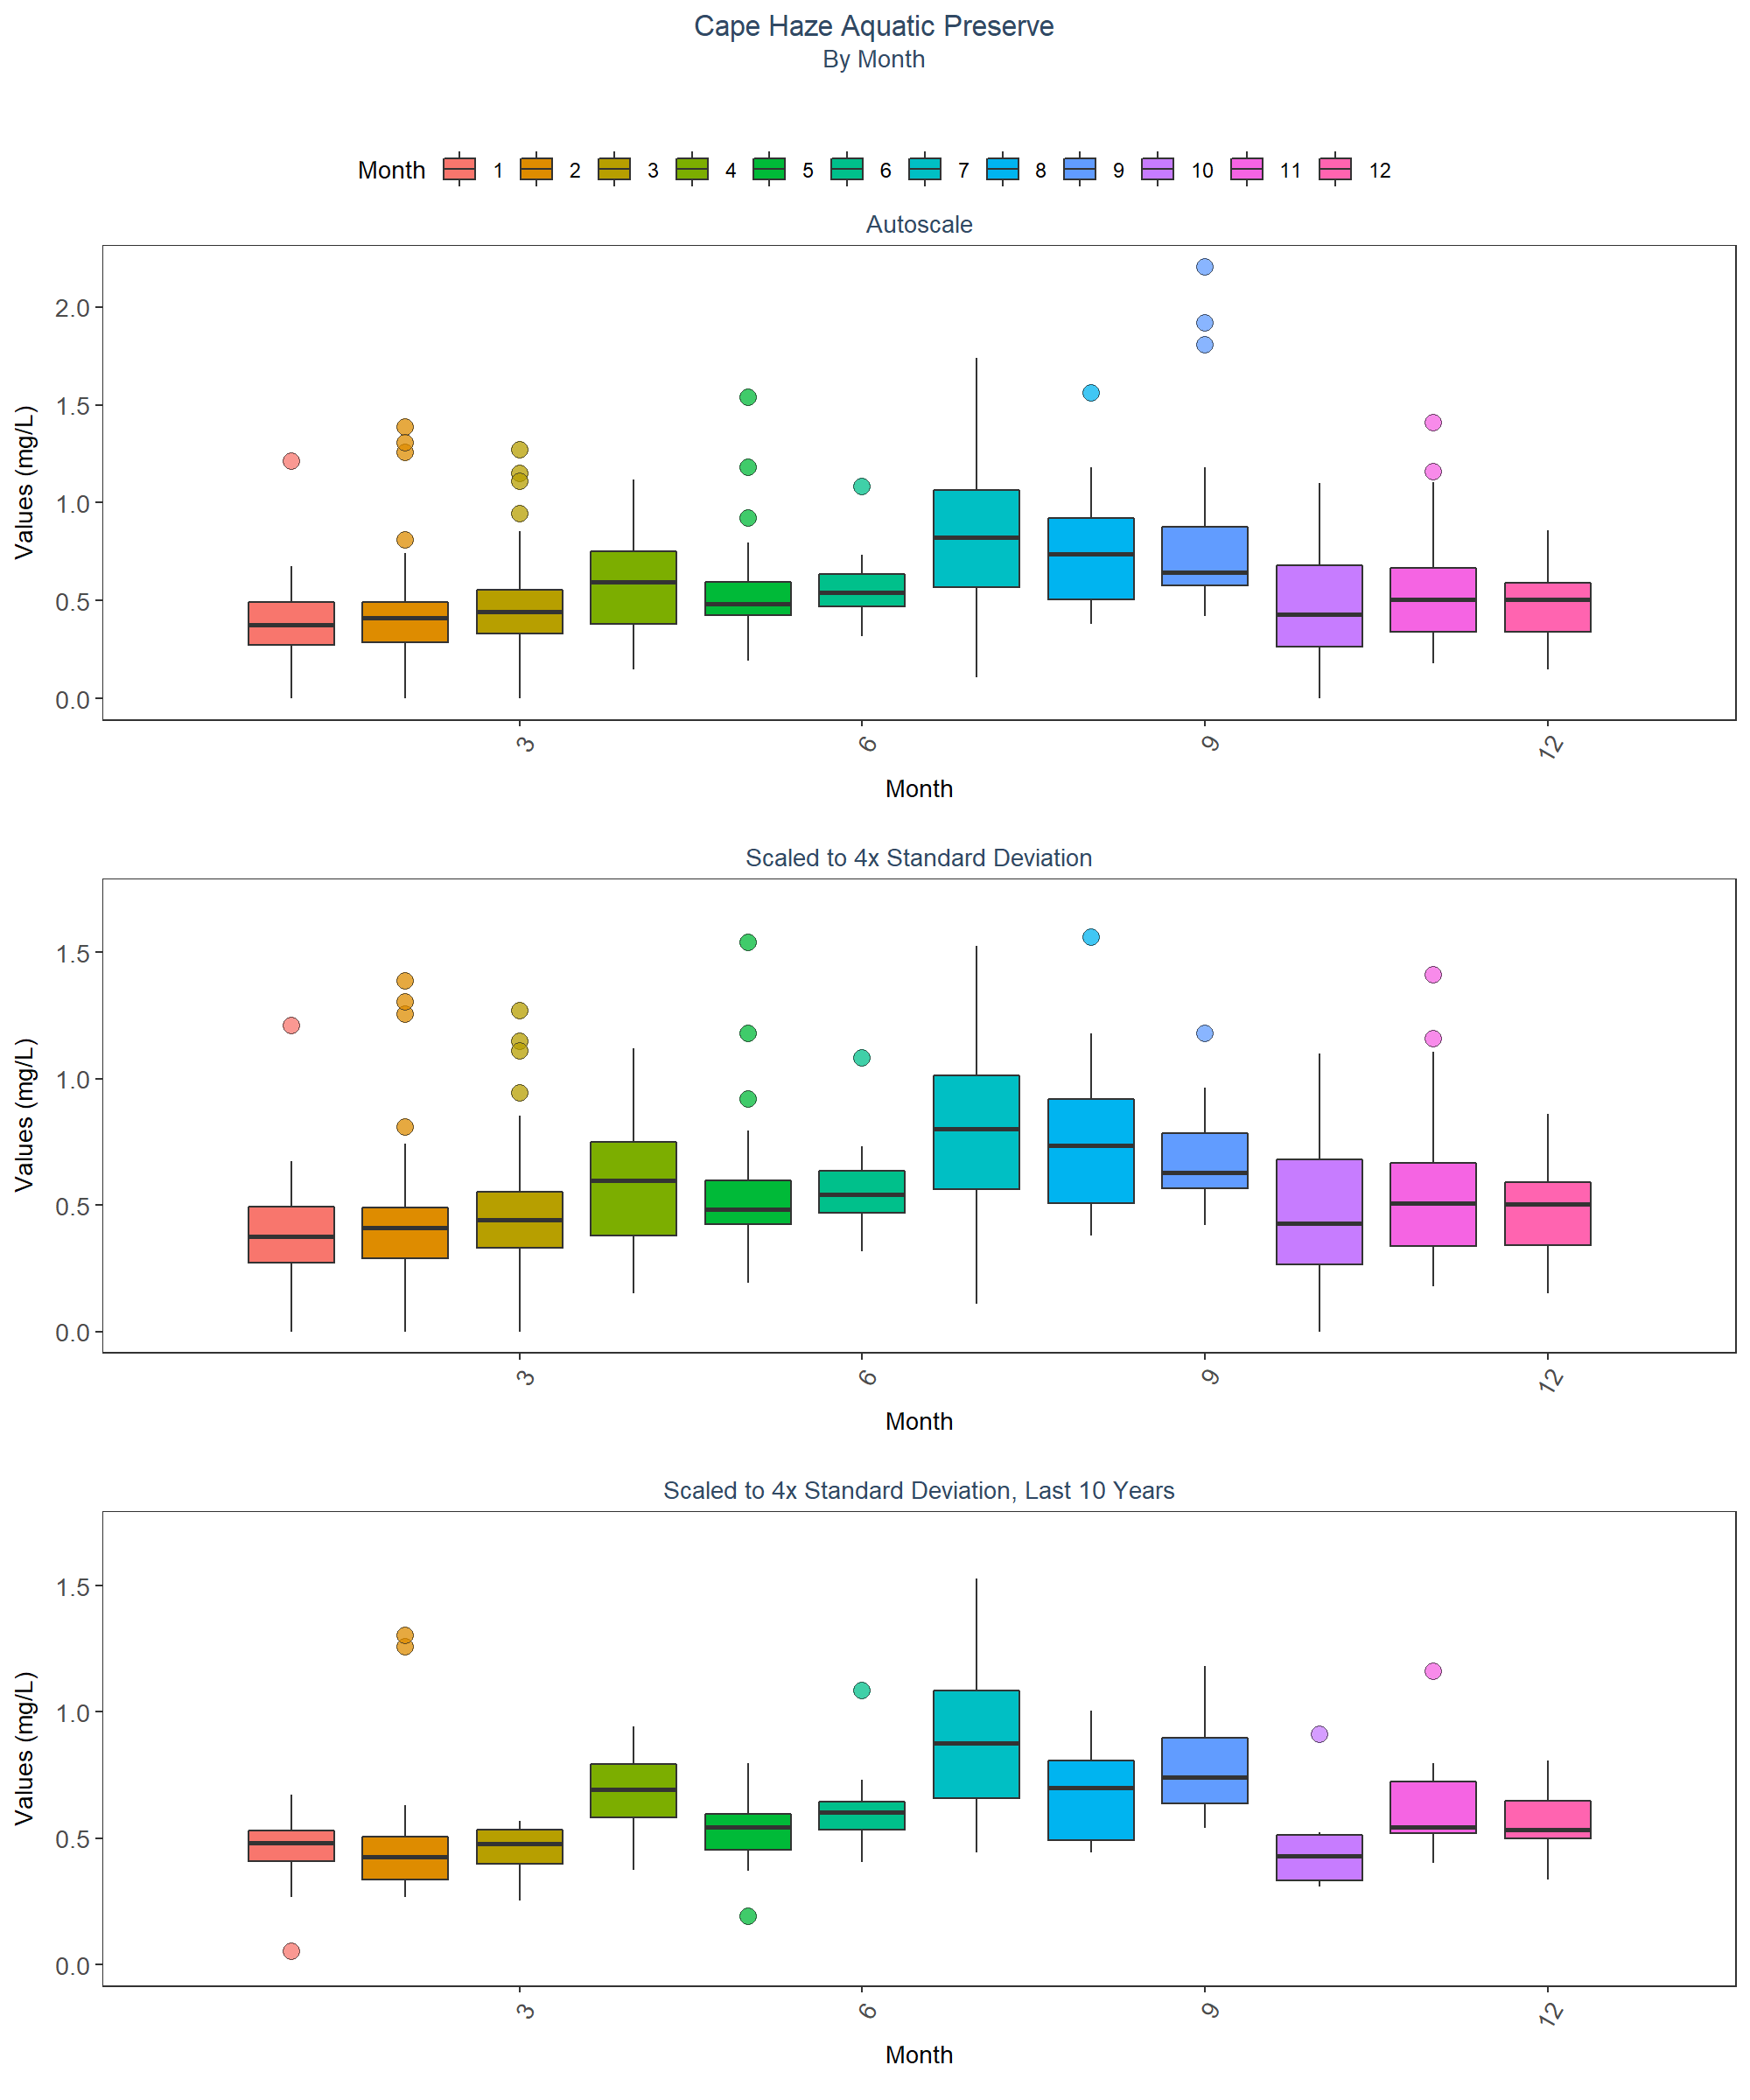 Cape Haze Aquatic Preserve
By Month
Month 1 2 3 4 5 6 7 8 9 10 11 12
Autoscale
Values (mg/L)
2.0
1.5
1.0
0.5
0.0
3 6 9 12
Month
Scaled to 4x Standard Deviation
Values (mg/L)
1.5
1.0
0.5
0.0
3 6 9 12
Month
Scaled to 4x Standard Deviation, Last 10 Years
Values (mg/L)
1.5
1.0
0.5
0.0
3 6 9 12
Month